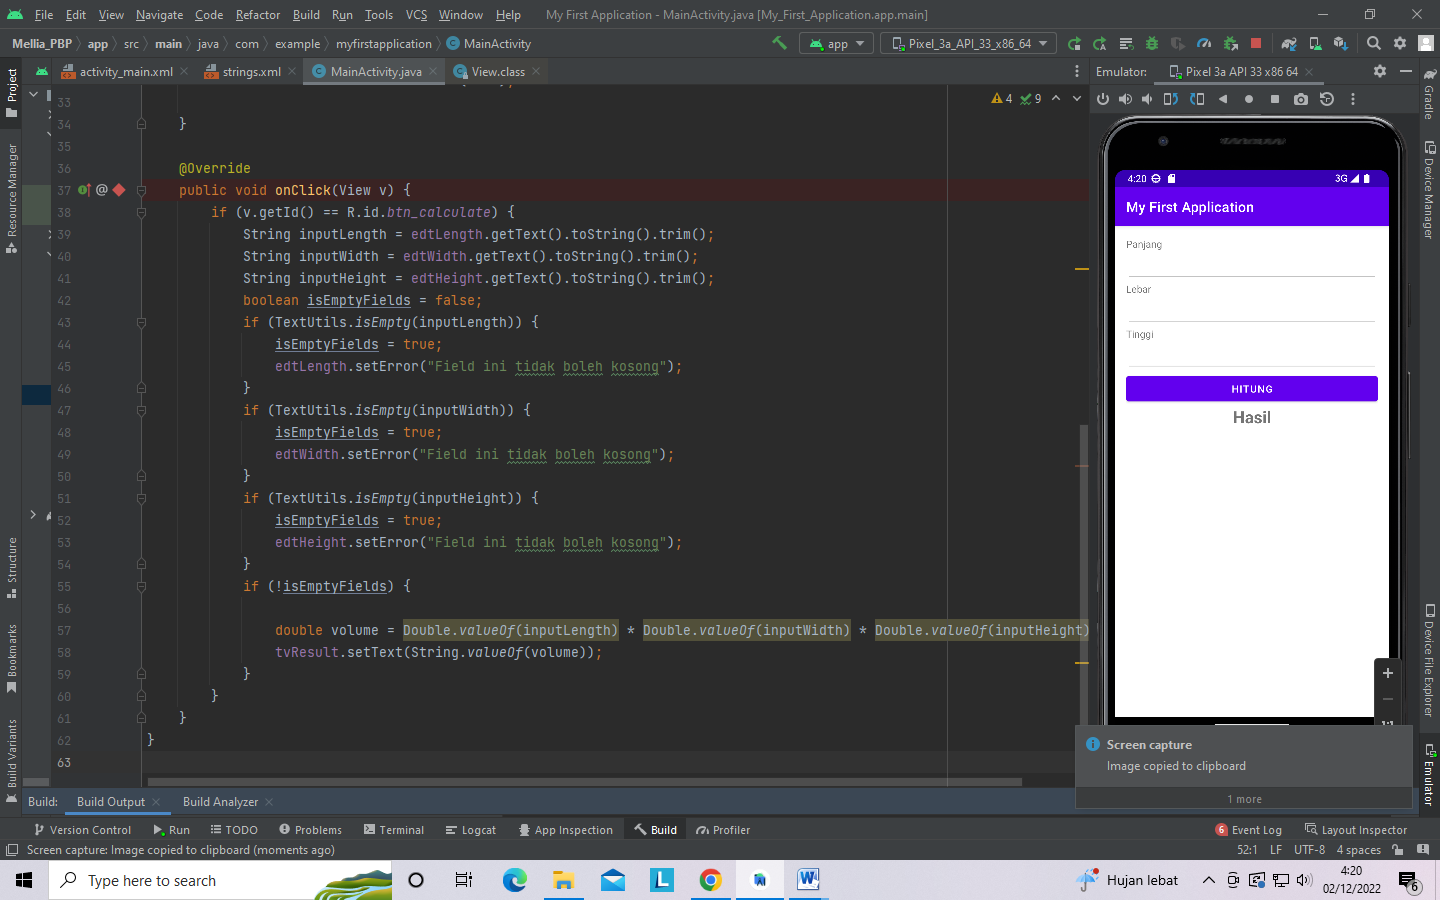 File Edit View Navigate Code Refactor Build Run Tools VCS Window Help My First Application - MainActivity.java [My_First_Application.app.main]
Mellia_PBP app src main java com example myfirstapplication MainActivity app Pixel_3a_API_33_x86_64
activity_main.xml strings.xml MainActivity.java View.class Emulator: Pixel 3a API 33 x86 64
Project
Resource Manager
Structure
Bookmarks
Build Variants
4 9
33
34 }
35
36 @Override
37 @ public void onClick(View v) {
38 if (v.getId() == R.id.btn_calculate) {
39 String inputLength = edtLength.getText().toString().trim();
40 String inputWidth = edtWidth.getText().toString().trim();
41 String inputHeight = edtHeight.getText().toString().trim();
42 boolean isEmptyFields = false;
43 if (TextUtils.isEmpty(inputLength)) {
44 isEmptyFields = true;
45 edtLength.setError("Field ini tidak boleh kosong");
46 }
47 if (TextUtils.isEmpty(inputWidth)) {
48 isEmptyFields = true;
49 edtWidth.setError("Field ini tidak boleh kosong");
50 }
51 if (TextUtils.isEmpty(inputHeight)) {
52 isEmptyFields = true;
53 edtHeight.setError("Field ini tidak boleh kosong");
54 }
55 if (!isEmptyFields) {
56
57 double volume = Double.valueOf(inputLength) * Double.valueOf(inputWidth) * Double.valueOf(inputHeight)
58 tvResult.setText(String.valueOf(volume));
59 }
60 }
61 }
62 }
63
4:20 3G
My First Application
Panjang
Lebar
Tinggi
HITUNG
Hasil
1:1
Gradle
Device Manager
Device File Explorer
Emulator
Screen capture
Image copied to clipboard
1 more
Build: Build Output Build Analyzer
Version Control Run TODO Problems Terminal Logcat App Inspection Build Profiler 6 Event Log Layout Inspector
Screen capture: Image copied to clipboard (moments ago) 52:1 LF UTF-8 4 spaces
Type here to search Hujan lebat 4:20
02/12/2022 6